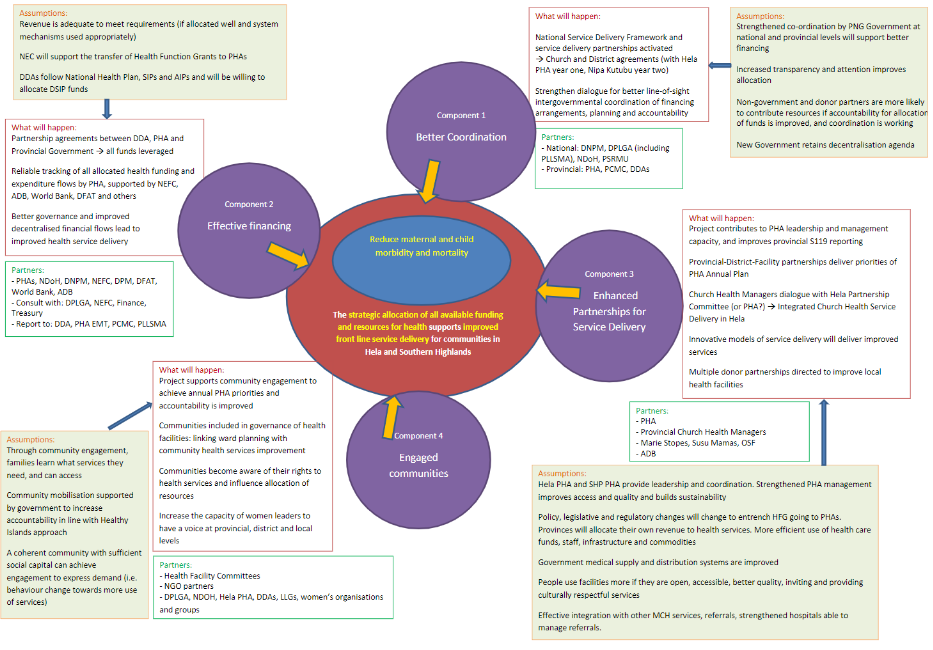 Assumptions:
Revenue is adequate to meet requirements (if allocated well and system
mechanisms used appropriately)
NEC will support the transfer of Health Function Grants to PHAs
DDAs follow National Health Plan, SIPs and AIPs and will be willing to
allocate DSIP funds
What will happen:
National Service Delivery Framework and
service delivery partnerships activated
→ Church and District agreements (with Hela
PHA year one, Nipa Kutubu year two)
Strengthen dialogue for better line-of-sight
intergovernmental coordination of financing
arrangements, planning and accountability
Assumptions:
Strengthened co-ordination by PNG Government at
national and provincial levels will support better
financing
Increased transparency and attention improves
allocation
Non-government and donor partners are more likely
to contribute resources if accountability for allocation
of funds is improved, and coordination is working
New Government retains decentralisation agenda
Component 1
Better Coordination
Partners:
- National: DNPM, DPLGA (including
PLLSMA), NDoH, PSRMU
- Provincial: PHA, PCMC, DDAs
What will happen:
Partnership agreements between DDA, PHA and
Provincial Government → all funds leveraged
Reliable tracking of all allocated health funding and
expenditure flows by PHA, supported by NEFC,
ADB, World Bank, DFAT and others
Better governance and improved
decentralised financial flows lead to
improved health service delivery
Component 2
Effective financing
Partners:
- PHAs, NDoH, DNPM, NEFC, DPM, DFAT,
World Bank, ADB
- Consult with: DPLGA, NEFC, Finance,
Treasury
- Report to: DDA, PHA EMT, PCMC, PLLSMA
Reduce maternal and child
morbidity and mortality
The strategic allocation of all available funding
and resources for health supports improved
front line service delivery for communities in
Hela and Southern Highlands
Component 3
Enhanced
Partnerships for
Service Delivery
What will happen:
Project contributes to PHA leadership and management
capacity, and improves provincial S119 reporting
Provincial-District-Facility partnerships deliver priorities of
PHA Annual Plan
Church Health Managers dialogue with Hela Partnership
Committee (or PHA?) → Integrated Church Health Service
Delivery in Hela
Innovative models of service delivery will deliver improved
services
Multiple donor partnerships directed to improve local
health facilities
Partners:
- PHA
- Provincial Church Health Managers
- Marie Stopes, Susu Mamas, OSF
- ADB
Assumptions:
Hela PHA and SHP PHA provide leadership and coordination. Strengthened PHA management
improves access and quality and builds sustainability
Policy, legislative and regulatory changes will change to entrench HFG going to PHAs.
Provinces will allocate their own revenue to health services. More efficient use of health care
funds, staff, infrastructure and commodities
Government medical supply and distribution systems are improved
People use facilities more if they are open, accessible, better quality, inviting and providing
culturally respectful services
Effective integration with other MCH services, referrals, strengthened hospitals able to
manage referrals.
Component 4
Engaged
communities
What will happen:
Project supports community engagement to
achieve annual PHA priorities and
accountability is improved
Communities included in governance of health
facilities: linking ward planning with
community health services improvement
Communities become aware of their rights to
health services and influence allocation of
resources
Increase the capacity of women leaders to
have a voice at provincial, district and local
levels
Assumptions:
Through community engagement,
families learn what services they
need, and can access
Community mobilisation supported
by government to increase
accountability in line with Healthy
Islands approach
A coherent community with sufficient
social capital can achieve
engagement to express demand (i.e.
behaviour change towards more use
of services)
Partners:
- Health Facility Committees
- NGO partners
- DPLGA, NDOH, Hela PHA, DDAs, LLGs, women's organisations
and groups